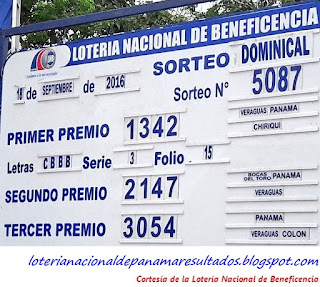 LOTERIA NACIONAL DE BENEFICENCIA
SORTEO DOMINICAL
18 de SEPTIEMBRE de 2016
Sorteo N° 5087
VERAGUAS PANAMA
PRIMER PREMIO 1342 CHIRIQUI
Letras C B B B Serie 3 Folio 15
BOCAS DEL TORO PANAMA
SEGUNDO PREMIO 2147 VERAGUAS
PANAMA
TERCER PREMIO 3054 VERAGUAS COLON
loterianacionaldepanamaresultados.blogspot.com
Cortesía de la Lotería Nacional de Beneficencia